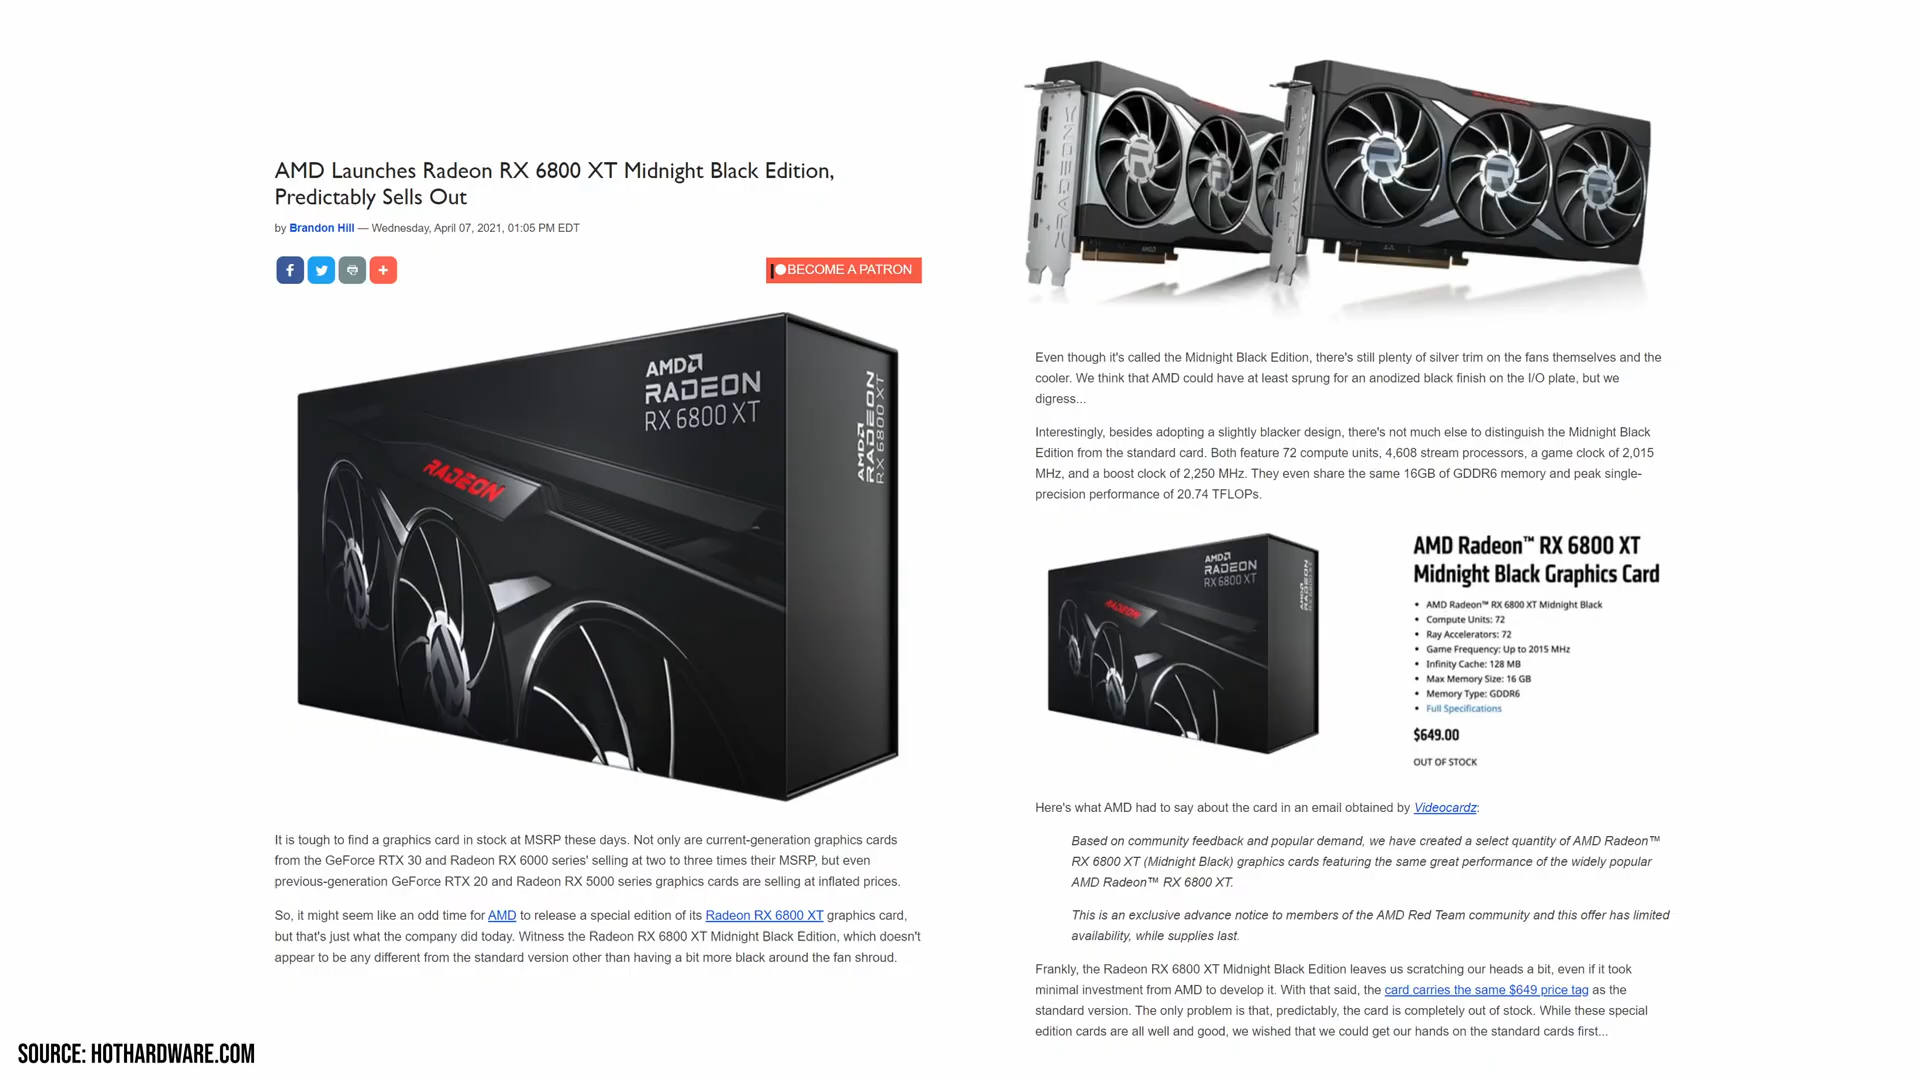 AMD Launches Radeon RX 6800 XT Midnight Black Edition,
Predictably Sells Out
by Brandon Hill — Wednesday, April 07, 2021, 01:05 PM EDT
BECOME A PATRON
AMD
RADEON
RX 6800 XT
AMD
RADEON
RX 6800 XT
RADEON
It is tough to find a graphics card in stock at MSRP these days. Not only are current-generation graphics cards
from the GeForce RTX 30 and Radeon RX 6000 series' selling at two to three times their MSRP, but even
previous-generation GeForce RTX 20 and Radeon RX 5000 series graphics cards are selling at inflated prices.
So, it might seem like an odd time for AMD to release a special edition of its Radeon RX 6800 XT graphics card,
but that's just what the company did today. Witness the Radeon RX 6800 XT Midnight Black Edition, which doesn't
appear to be any different from the standard version other than having a bit more black around the fan shroud.
RADEON
Even though it's called the Midnight Black Edition, there's still plenty of silver trim on the fans themselves and the
cooler. We think that AMD could have at least sprung for an anodized black finish on the I/O plate, but we
digress...
Interestingly, besides adopting a slightly blacker design, there's not much else to distinguish the Midnight Black
Edition from the standard card. Both feature 72 compute units, 4,608 stream processors, a game clock of 2,015
MHz, and a boost clock of 2,250 MHz. They even share the same 16GB of GDDR6 memory and peak single-
precision performance of 20.74 TFLOPs.
AMD
RADEON
RX 6800 XT
AMD
RADEON
RX 6800 XT
RADEON
AMD Radeon™ RX 6800 XT
Midnight Black Graphics Card
• AMD Radeon™ RX 6800 XT Midnight Black
• Compute Units: 72
• Ray Accelerators: 72
• Game Frequency: Up to 2015 MHz
• Infinity Cache: 128 MB
• Max Memory Size: 16 GB
• Memory Type: GDDR6
• Full Specifications
$649.00
OUT OF STOCK
Here's what AMD had to say about the card in an email obtained by Videocardz:
Based on community feedback and popular demand, we have created a select quantity of AMD Radeon™
RX 6800 XT (Midnight Black) graphics cards featuring the same great performance of the widely popular
AMD Radeon™ RX 6800 XT.
This is an exclusive advance notice to members of the AMD Red Team community and this offer has limited
availability, while supplies last.
Frankly, the Radeon RX 6800 XT Midnight Black Edition leaves us scratching our heads a bit, even if it took
minimal investment from AMD to develop it. With that said, the card carries the same $649 price tag as the
standard version. The only problem is that, predictably, the card is completely out of stock. While these special
edition cards are all well and good, we wished that we could get our hands on the standard cards first...
SOURCE: HOTHARDWARE.COM